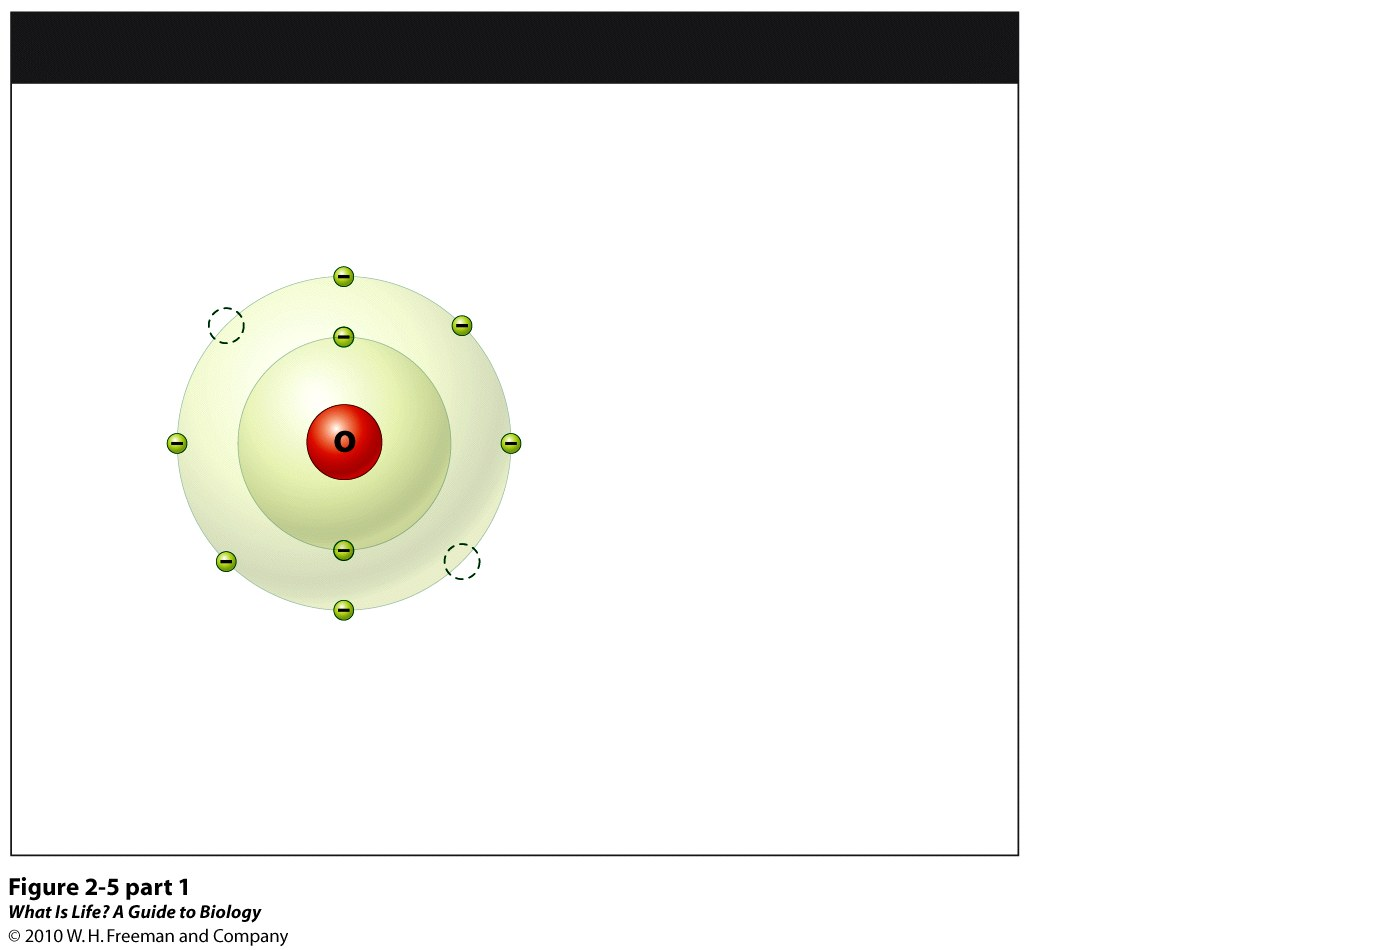 O
Figure 2-5 part 1
What Is Life? A Guide to Biology
© 2010 W. H. Freeman and Company